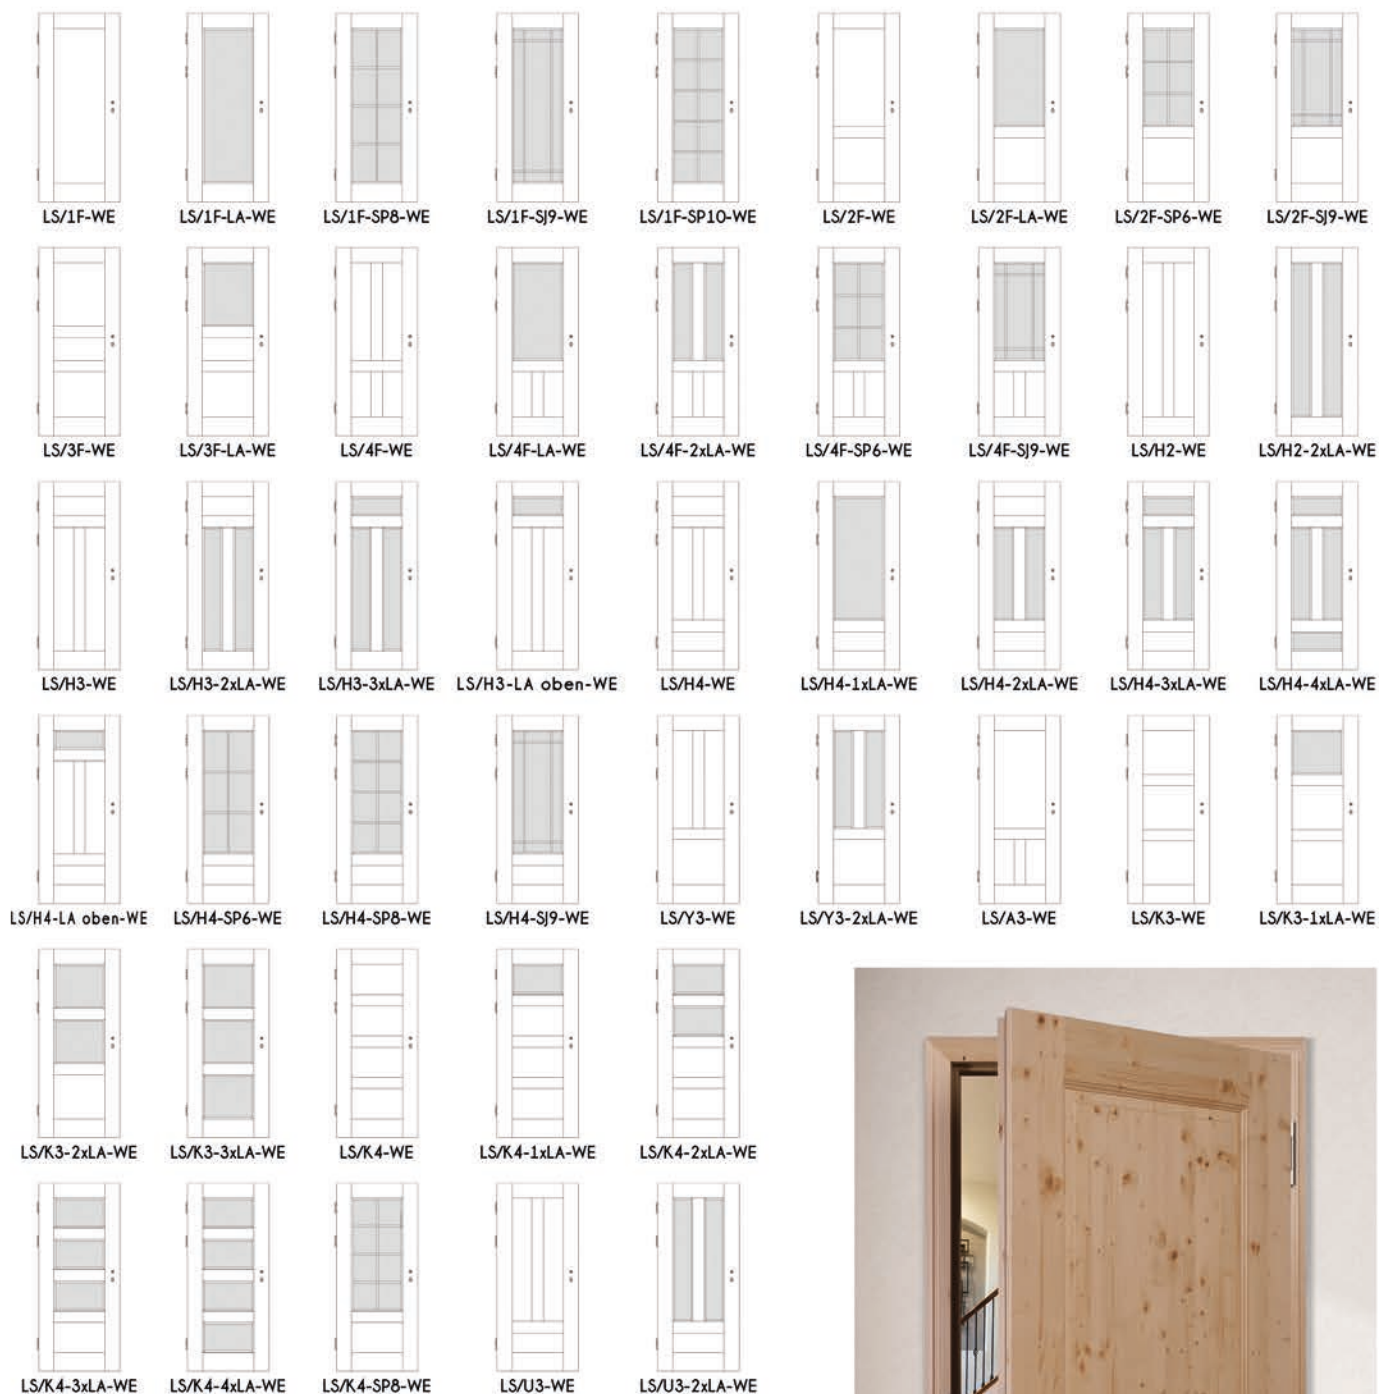 LS/1F-WE LS/1F-LA-WE LS/1F-SP8-WE LS/1F-SJ9-WE LS/1F-SP10-WE LS/2F-WE LS/2F-LA-WE LS/2F-SP6-WE LS/2F-SJ9-WE
LS/3F-WE LS/3F-LA-WE LS/4F-WE LS/4F-LA-WE LS/4F-2xLA-WE LS/4F-SP6-WE LS/4F-SJ9-WE LS/H2-WE LS/H2-2xLA-WE
LS/H3-WE LS/H3-2xLA-WE LS/H3-3xLA-WE LS/H3-LA oben-WE LS/H4-WE LS/H4-1xLA-WE LS/H4-2xLA-WE LS/H4-3xLA-WE LS/H4-4xLA-WE
LS/H4-LA oben-WE LS/H4-SP6-WE LS/H4-SP8-WE LS/H4-SJ9-WE LS/Y3-WE LS/Y3-2xLA-WE LS/A3-WE LS/K3-WE LS/K3-1xLA-WE
LS/K3-2xLA-WE LS/K3-3xLA-WE LS/K4-WE LS/K4-1xLA-WE LS/K4-2xLA-WE
LS/K4-3xLA-WE LS/K4-4xLA-WE LS/K4-SP8-WE LS/U3-WE LS/U3-2xLA-WE